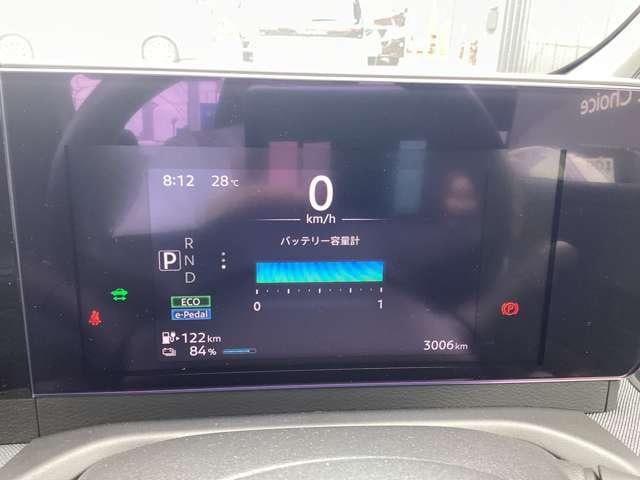 Choice
8:12 28℃
0
km/h
バッテリー容量計
R
P N
D
0 1
ECO
e-Pedal
122km
84%
3006km